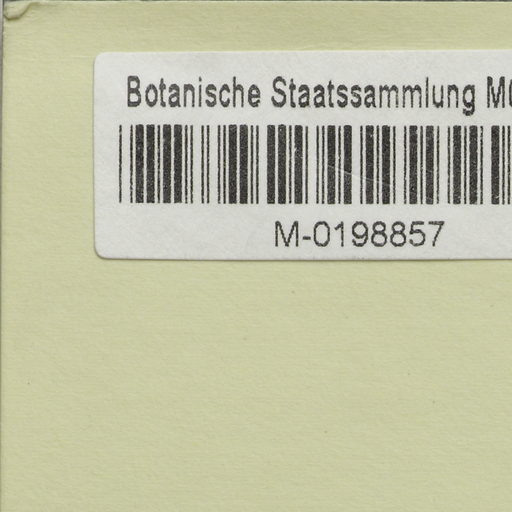 Botanische Staatssammlung
M-0198857